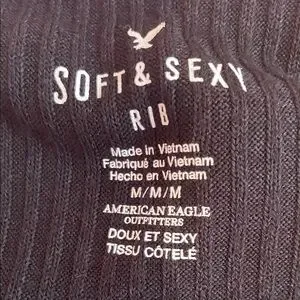 SOFT & SEXY
RIB
Made in Vietnam
Fabriqué au Vietnam
Hecho en Vietnam
M/M/M
AMERICAN EAGLE
OUTFITTERS
DOUX ET SEXY
TISSU CÔTELÉ